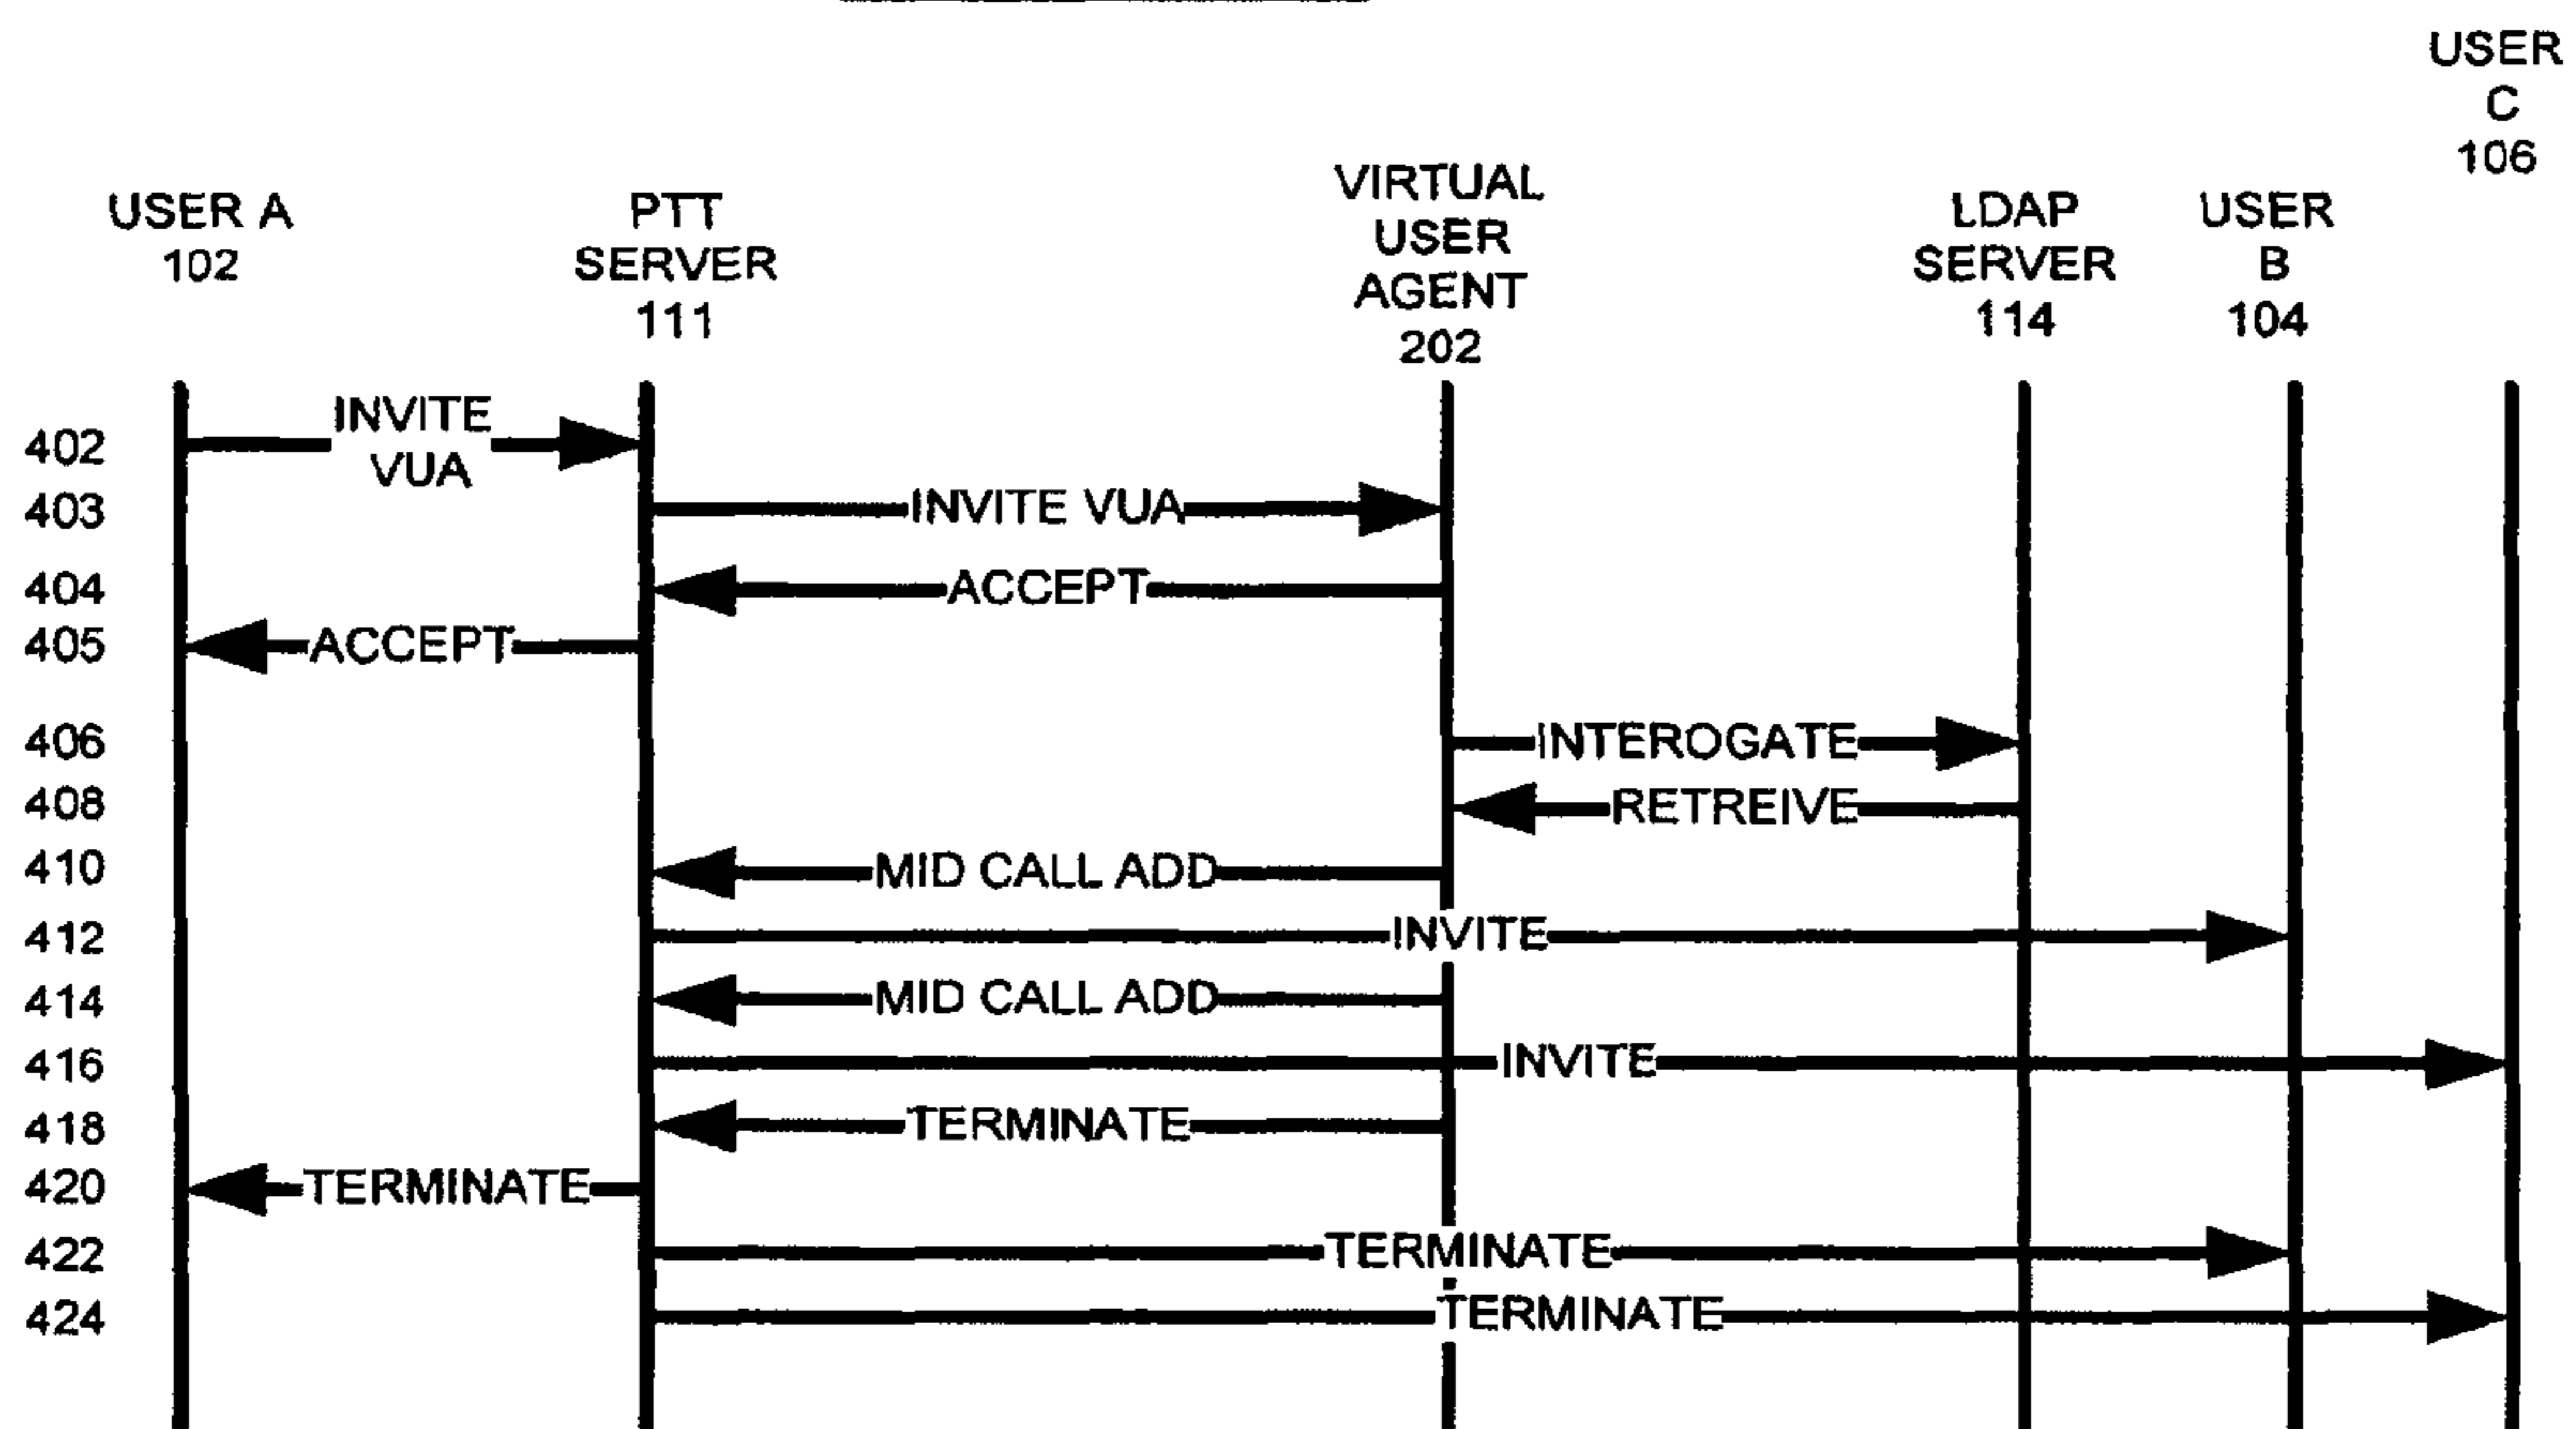 USER
C
106
USER A
102
PTT
SERVER
111
VIRTUAL
USER
AGENT
202
LDAP
SERVER
114
USER
B
104
402
INVITE
VUA
403
INVITE VUA
404
ACCEPT
405
ACCEPT
406
INTEROGATE
408
RETREIVE
410
MID CALL ADD
412
INVITE
414
MID CALL ADD
416
INVITE
418
TERMINATE
420
TERMINATE
422
TERMINATE
424
TERMINATE